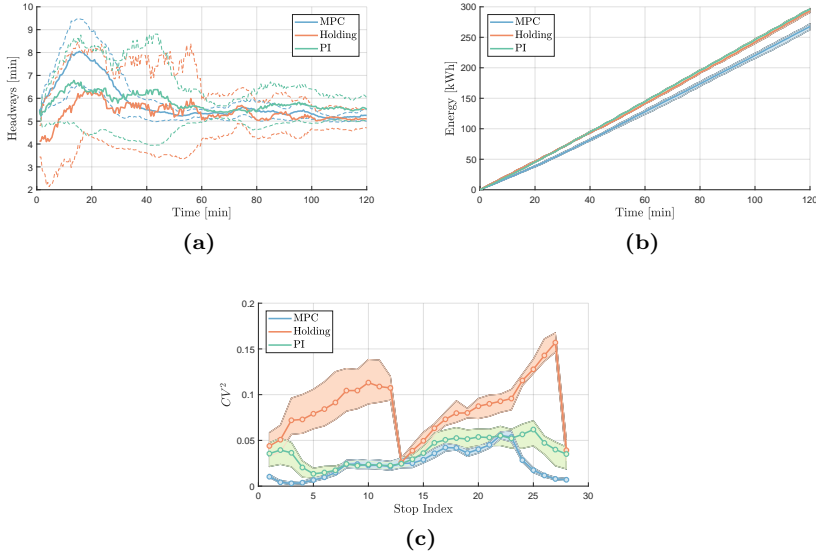 10
9
8
7
6
5
4
3
2
Headways [min]
MPC
Holding
PI
0 20 40 60 80 100 120
Time [min]
(a)
300
250
200
150
100
50
0
Energy [kWh]
MPC
Holding
PI
0 20 40 60 80 100 120
Time [min]
(b)
0.2
0.15
0.1
0.05
0
CV²
MPC
Holding
PI
0 5 10 15 20 25 30
Stop Index
(c)